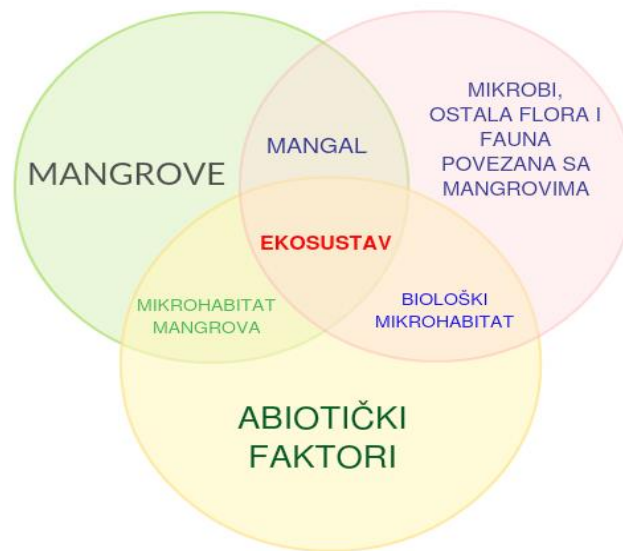 MANGROVE
MANGAL
MIKROBI,
OSTALA FLORA I
FAUNA
POVEZANA SA
MANGROVIMA
EKOSUSTAV
MIKROHABITAT
MANGROVA
BIOLOŠKI
MIKROHABITAT
ABIOTIČKI
FAKTORI